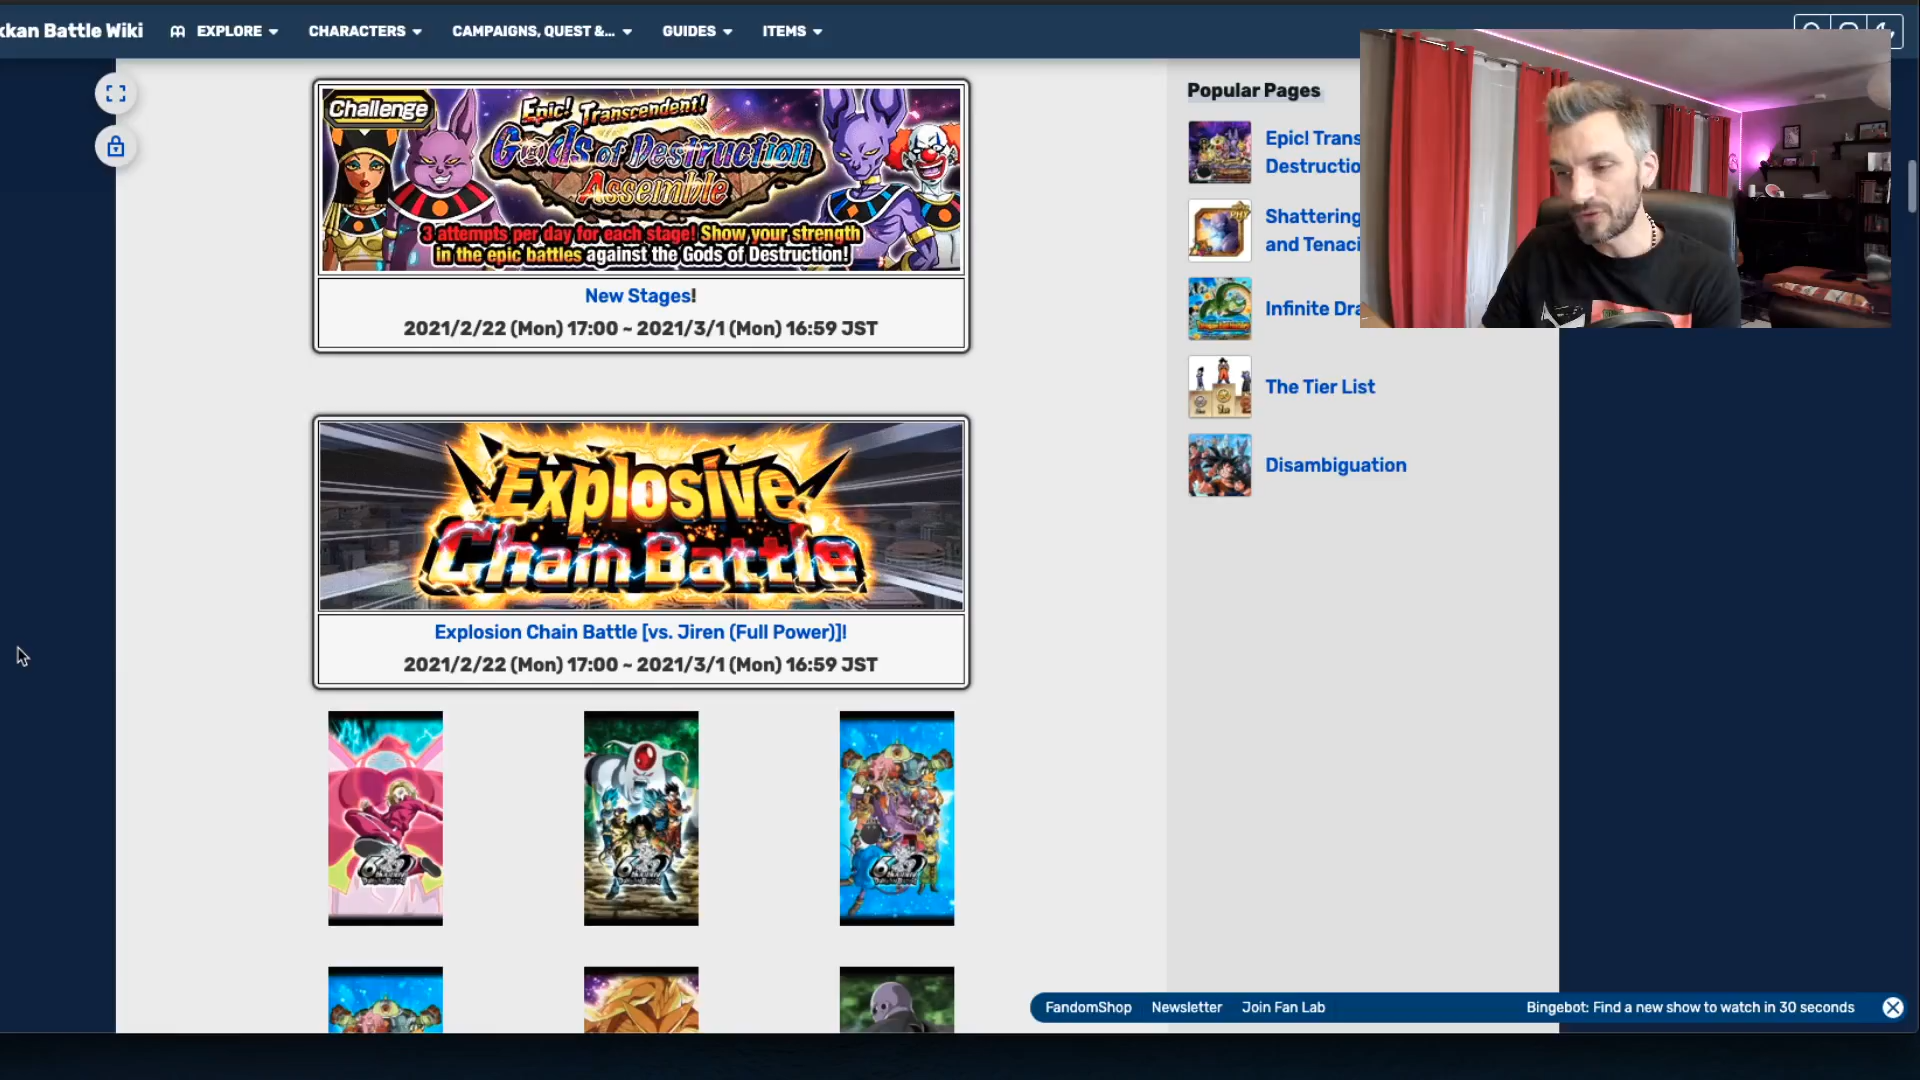 kkan Battle Wiki
EXPLORE
CHARACTERS
CAMPAIGNS, QUEST &...
GUIDES
ITEMS
Challenge
Epic! Transcendent!
Gods of Destruction
Assemble
3 attempts per day for each stage! Show your strength
in the epic battles against the Gods of Destruction!
New Stages!
2021/2/22 (Mon) 17:00 ~ 2021/3/1 (Mon) 16:59 JST
Explosive
Chain Battle
Explosion Chain Battle [vs. Jiren (Full Power)]!
2021/2/22 (Mon) 17:00 ~ 2021/3/1 (Mon) 16:59 JST
Popular Pages
Epic! Trans
Destructio
PHY
Shattering
and Tenaci
Infinite Dra
The Tier List
Disambiguation
FandomShop
Newsletter
Join Fan Lab
Bingebot: Find a new show to watch in 30 seconds